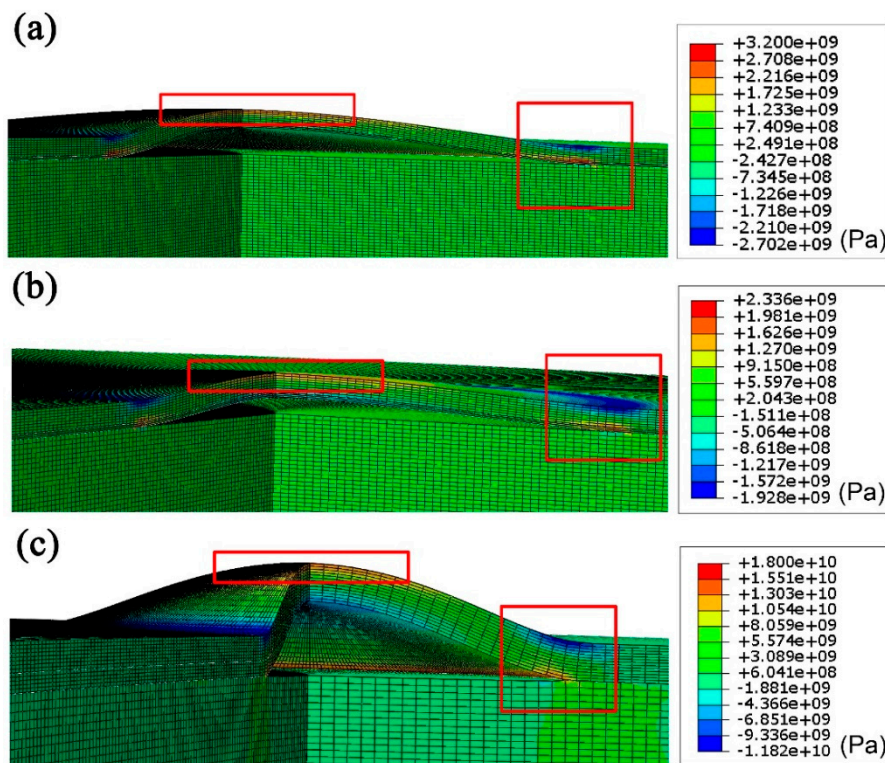 (a)
+3.200e+09
+2.708e+09
+2.216e+09
+1.725e+09
+1.233e+09
+7.409e+08
+2.491e+08
-2.427e+08
-7.345e+08
-1.226e+09
-1.718e+09
-2.210e+09
-2.702e+09
(Pa)
(b)
+2.336e+09
+1.981e+09
+1.626e+09
+1.270e+09
+9.150e+08
+5.597e+08
+2.043e+08
-1.511e+08
-5.064e+08
-8.618e+08
-1.217e+09
-1.572e+09
-1.928e+09
(Pa)
(c)
+1.800e+10
+1.551e+10
+1.303e+10
+1.054e+10
+8.059e+09
+5.574e+09
+3.089e+09
+6.041e+08
-1.881e+09
-4.366e+09
-6.851e+09
-9.336e+09
-1.182e+10
(Pa)